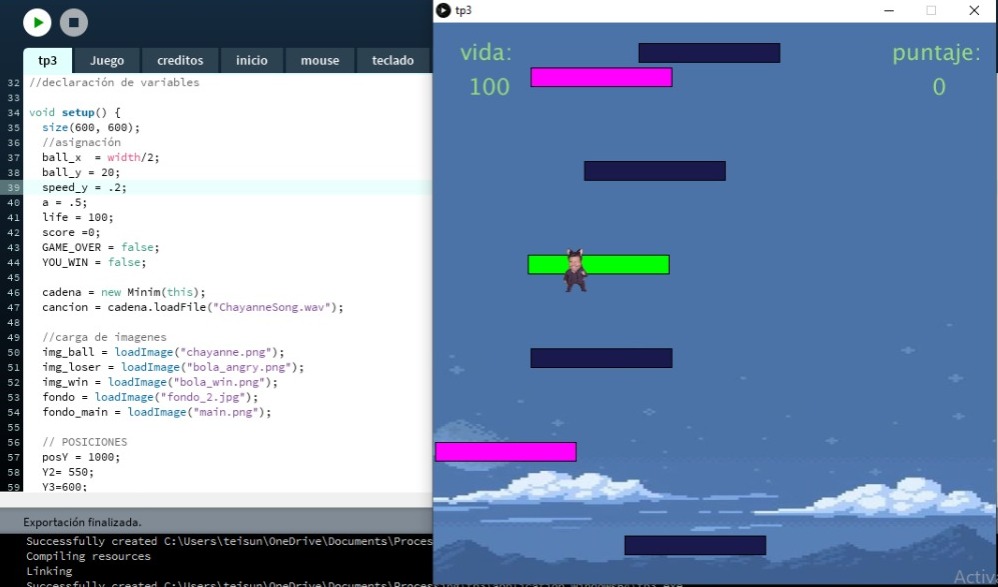 tp3
tp3 Juego creditos inicio mouse teclado
32 //declaración de variables
33
34 void setup() {
35 size(600, 600);
36 //asignación
37 ball_x  = width/2;
38 ball_y = 20;
39 speed_y = .2;
40 a = .5;
41 life = 100;
42 score =0;
43 GAME_OVER = false;
44 YOU_WIN = false;
45
46 cadena = new Minim(this);
47 cancion = cadena.loadFile("ChayanneSong.wav");
48
49 //carga de imagenes
50 img_ball = loadImage("chayanne.png");
51 img_loser = loadImage("bola_angry.png");
52 img_win = loadImage("bola_win.png");
53 fondo = loadImage("fondo_2.jpg");
54 fondo_main = loadImage("main.png");
55
56 // POSICIONES
57 posY = 1000;
58 Y2= 550;
59 Y3=600;
Exportación finalizada.
Successfully created C:\Users\teisun\OneDrive\Documents\Proces
Compiling resources
Linking
Successfully created C:\Users\teisun\OneDrive\Documents\Proces
vida:
100
puntaje:
0
Activ